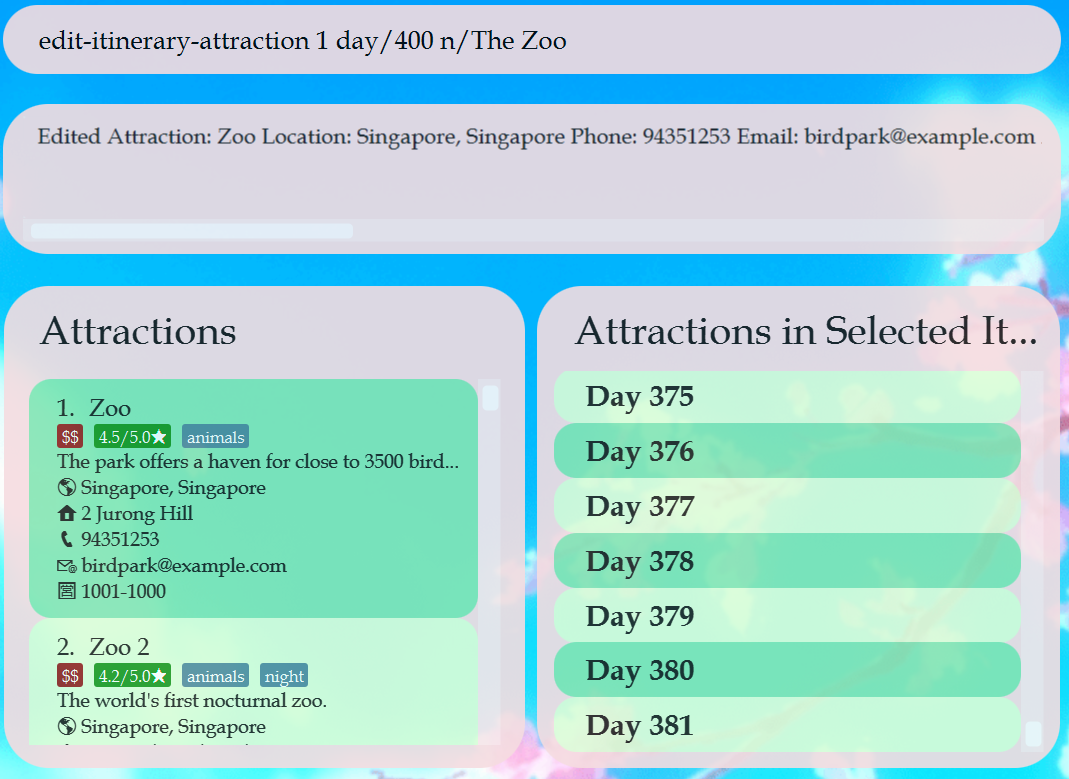 edit-itinerary-attraction 1 day/400 n/The Zoo
Edited Attraction: Zoo Location: Singapore, Singapore Phone: 94351253 Email: birdpark@example.com
Attractions
1. Zoo
$$ 4.5/5.0★ animals
The park offers a haven for close to 3500 bird...
Singapore, Singapore
2 Jurong Hill
94351253
birdpark@example.com
1001-1000
2. Zoo 2
$$ 4.2/5.0★ animals night
The world's first nocturnal zoo.
Singapore, Singapore
Attractions in Selected It...
Day 375
Day 376
Day 377
Day 378
Day 379
Day 380
Day 381